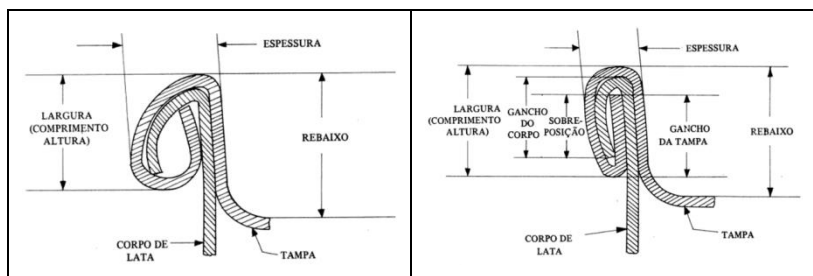 ESPESSURA
LARGURA
(COMPRIMENTO
ALTURA)
REBAIXO
CORPO DE
LATA
TAMPA
ESPESSURA
LARGURA
(COMPRIMENTO
ALTURA)
GANCHO
DO
CORPO
SOBRE-
POSIÇÃO
GANCHO
DA TAMPA
REBAIXO
CORPO DE
LATA
TAMPA